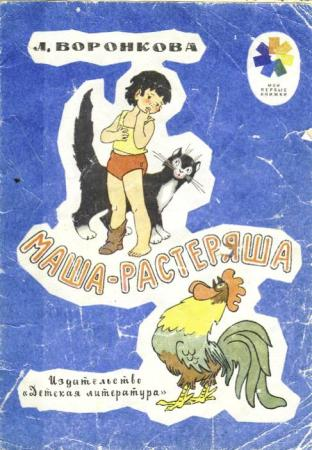 Л. ВОРОНКОВА
МОИ
ПЕРВЫЕ
КНИЖКИ
МАША-РАСТЕРЯША
Издательство
«Детская литература»